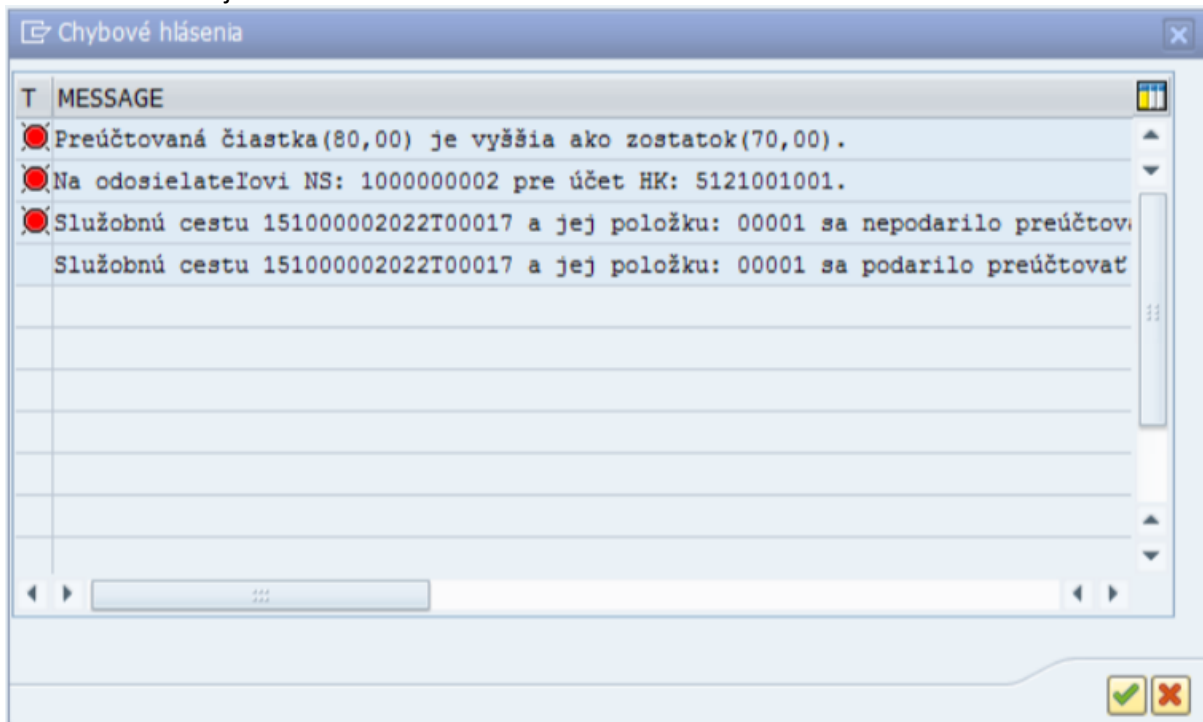 Chybové hlásenia
T MESSAGE
Preúčtovaná čiastka(80,00) je vyššia ako zostatok(70,00).
Na odosielateľovi NS: 1000000002 pre účet HK: 5121001001.
Služobnú cestu 151000002022T00017 a jej položku: 00001 sa nepodarilo preúčtova
Služobnú cestu 151000002022T00017 a jej položku: 00001 sa podarilo preúčtovať